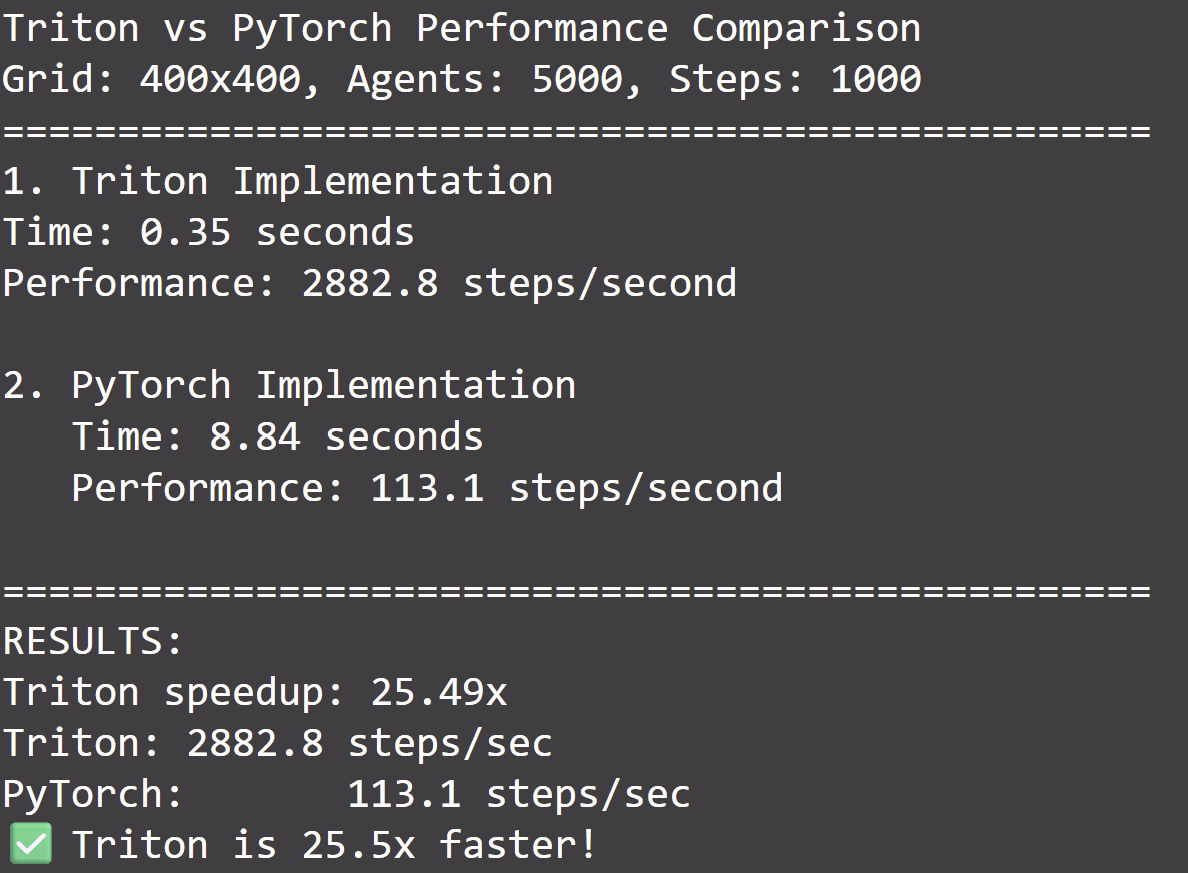 Triton vs PyTorch Performance Comparison
Grid: 400x400, Agents: 5000, Steps: 1000
==================================================
1. Triton Implementation
Time: 0.35 seconds
Performance: 2882.8 steps/second
2. PyTorch Implementation
Time: 8.84 seconds
Performance: 113.1 steps/second
==================================================
RESULTS:
Triton speedup: 25.49x
Triton: 2882.8 steps/sec
PyTorch:       113.1 steps/sec
✅ Triton is 25.5x faster!